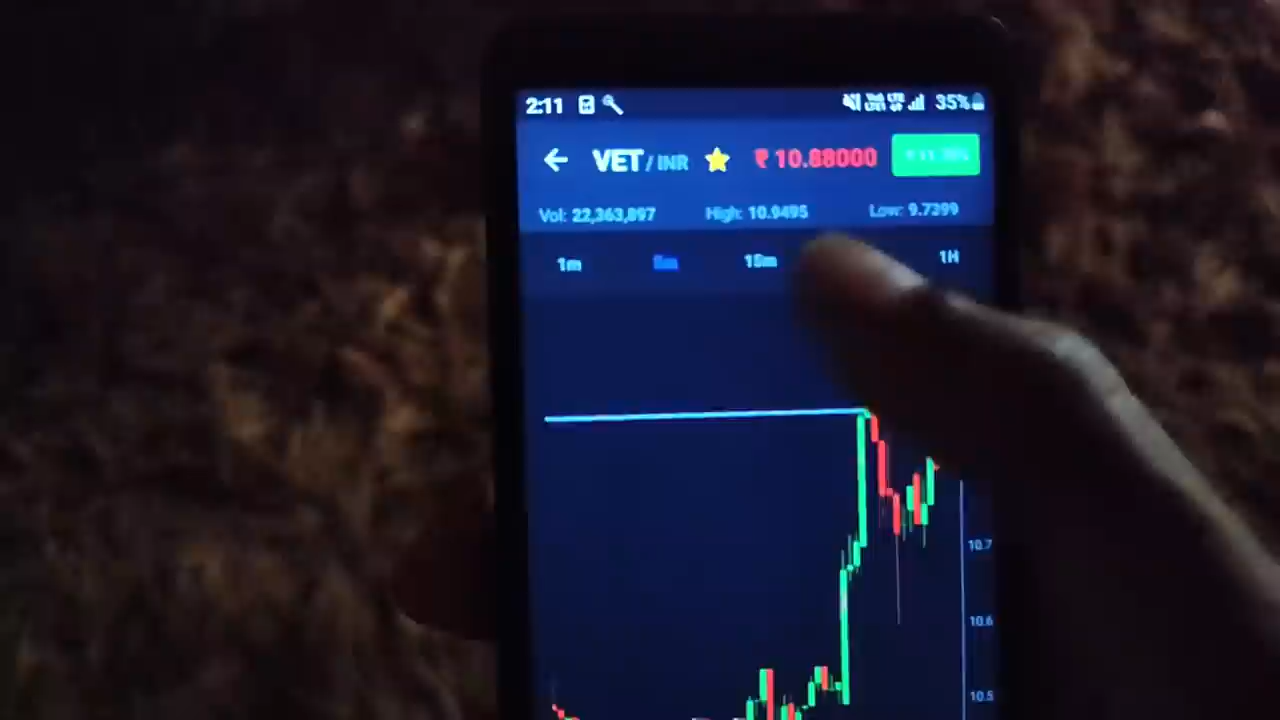 2:11 35%
VET / INR ₹ 10.88000
Vol: 22,363,897 High: 10.9495 Low: 9.7399
1m 5m 15m 1H
10.7
10.6
10.5